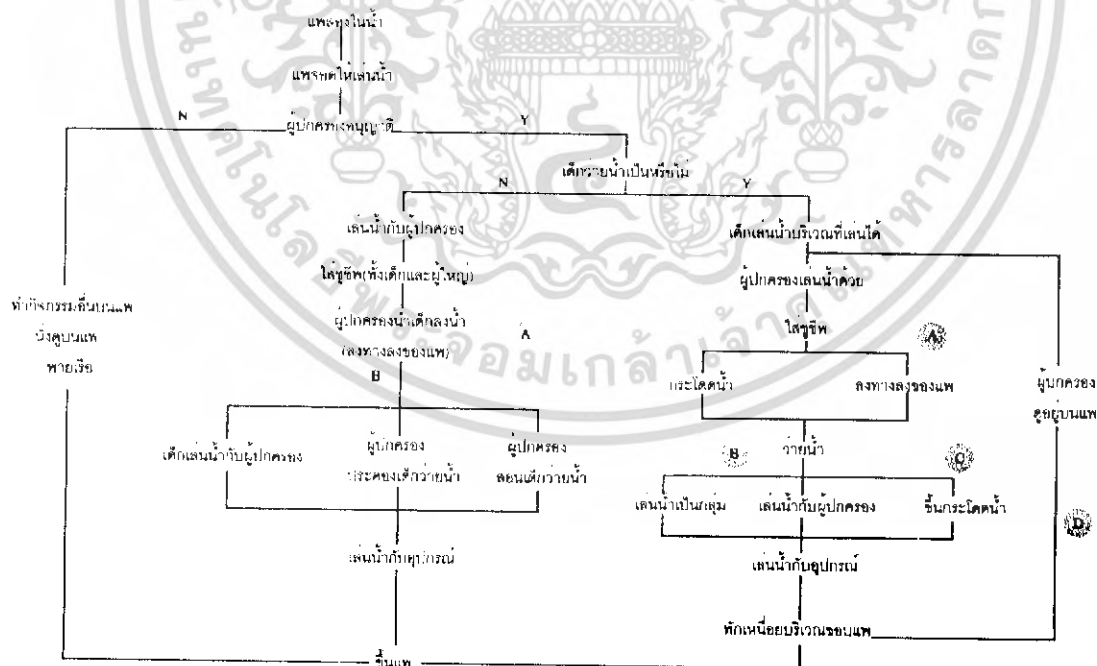 แพลงุงในน้ำ
แพรอดให้เล่นน้ำ
N
ผู้ปกครองอนุญาติ
Y
เด็กว่ายน้ำเป็นหรือไม่
N
Y
เล่นน้ำกับผู้ปกครอง
เด็กเล่นน้ำบริเวณที่เล่นได้
ใส่ชูชีพ(ทั้งเด็กและผู้ใหญ่)
ผู้ปกครองเล่นน้ำด้วย
ทำกิจกรรมอื่นบนแพ
นั่งดูบนแพ
พายเรือ
ผู้ปกครองนำเด็กลงน้ำ
(ลงทางลงของแพ)
A
B
ใส่ชูชีพ
A
กระโดดน้ำ
ลงทางลงของแพ
ผู้ปกครอง
ดูอยู่บนแพ
เด็กเล่นน้ำกับผู้ปกครอง
ผู้ปกครอง
ประคองเด็กว่ายน้ำ
ผู้ปกครอง
สอนเด็กว่ายน้ำ
ว่ายน้ำ
B
C
เล่นน้ำเป็นกลุ่ม
เล่นน้ำกับผู้ปกครอง
ขึ้นกระโดดน้ำ
D
เล่นน้ำกับอุปกรณ์
เล่นน้ำกับอุปกรณ์
พักเหนื่อยบริเวณขอบแพ
ขึ้นแพ